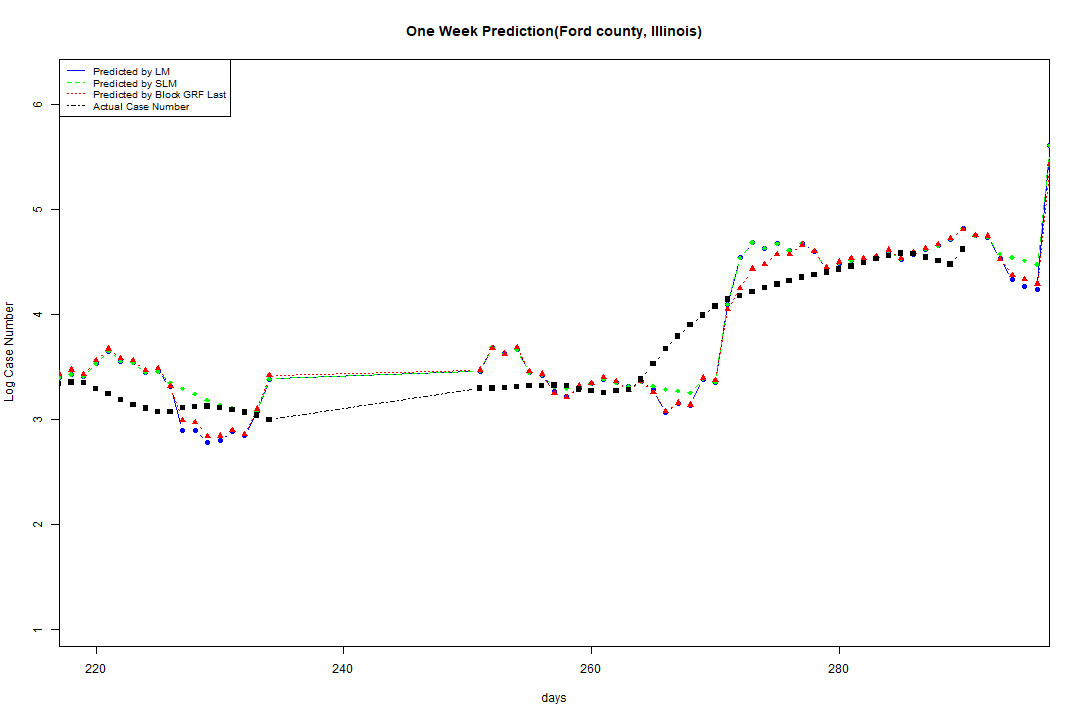 One Week Prediction(Ford county, Illinois)
Predicted by LM
Predicted by SLM
Predicted by Block GRF Last
Actual Case Number
6
5
4
3
2
1
Log Case Number
220
240
260
280
days